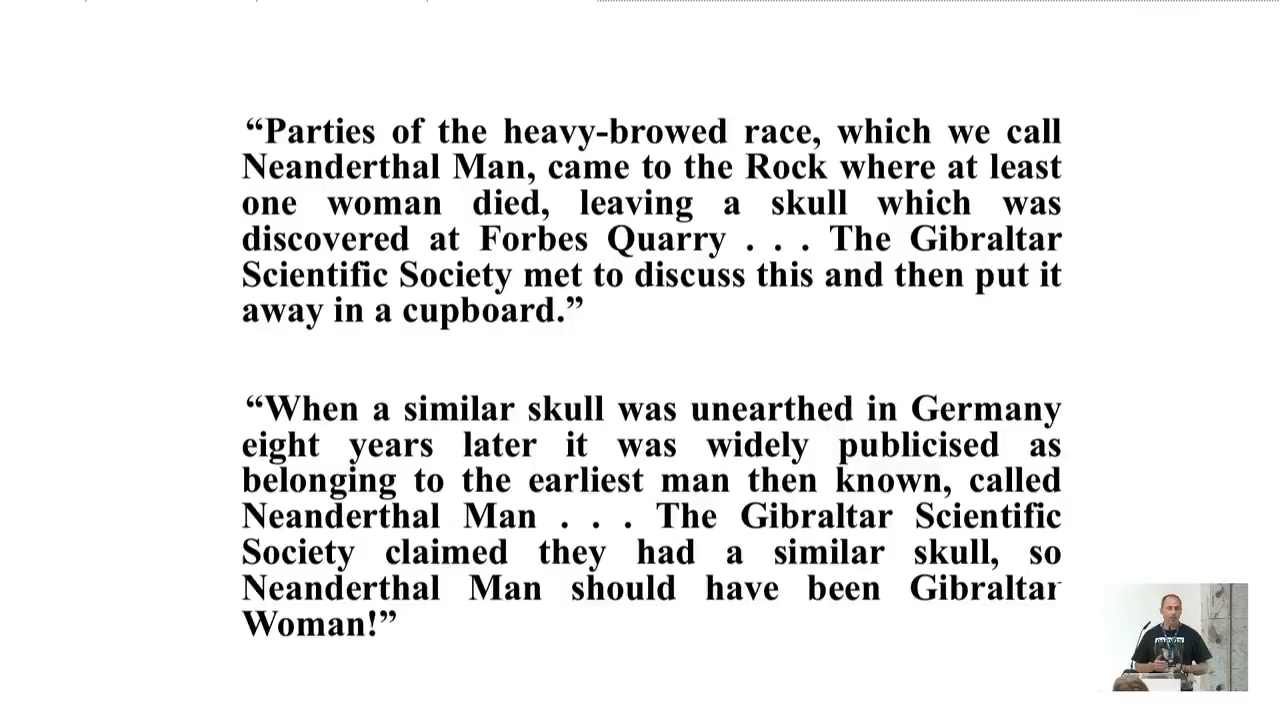 “Parties of the heavy-browed race, which we call
Neanderthal Man, came to the Rock where at least
one woman died, leaving a skull which was
discovered at Forbes Quarry . . . The Gibraltar
Scientific Society met to discuss this and then put it
away in a cupboard.”
“When a similar skull was unearthed in Germany
eight years later it was widely publicised as
belonging to the earliest man then known, called
Neanderthal Man . . . The Gibraltar Scientific
Society claimed they had a similar skull, so
Neanderthal Man should have been Gibraltar
Woman!”